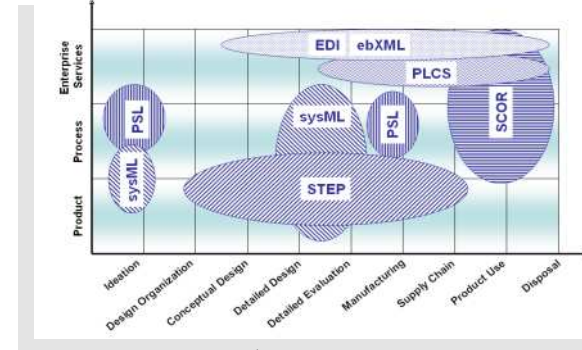 Enterprise
Services
Process
Product
EDI ebXML
PLCS
PSL
sysML
sysML
PSL
SCOR
STEP
Ideation
Design Organization
Conceptual Design
Detailed Design
Detailed Evaluation
Manufacturing
Supply Chain
Product Use
Disposal